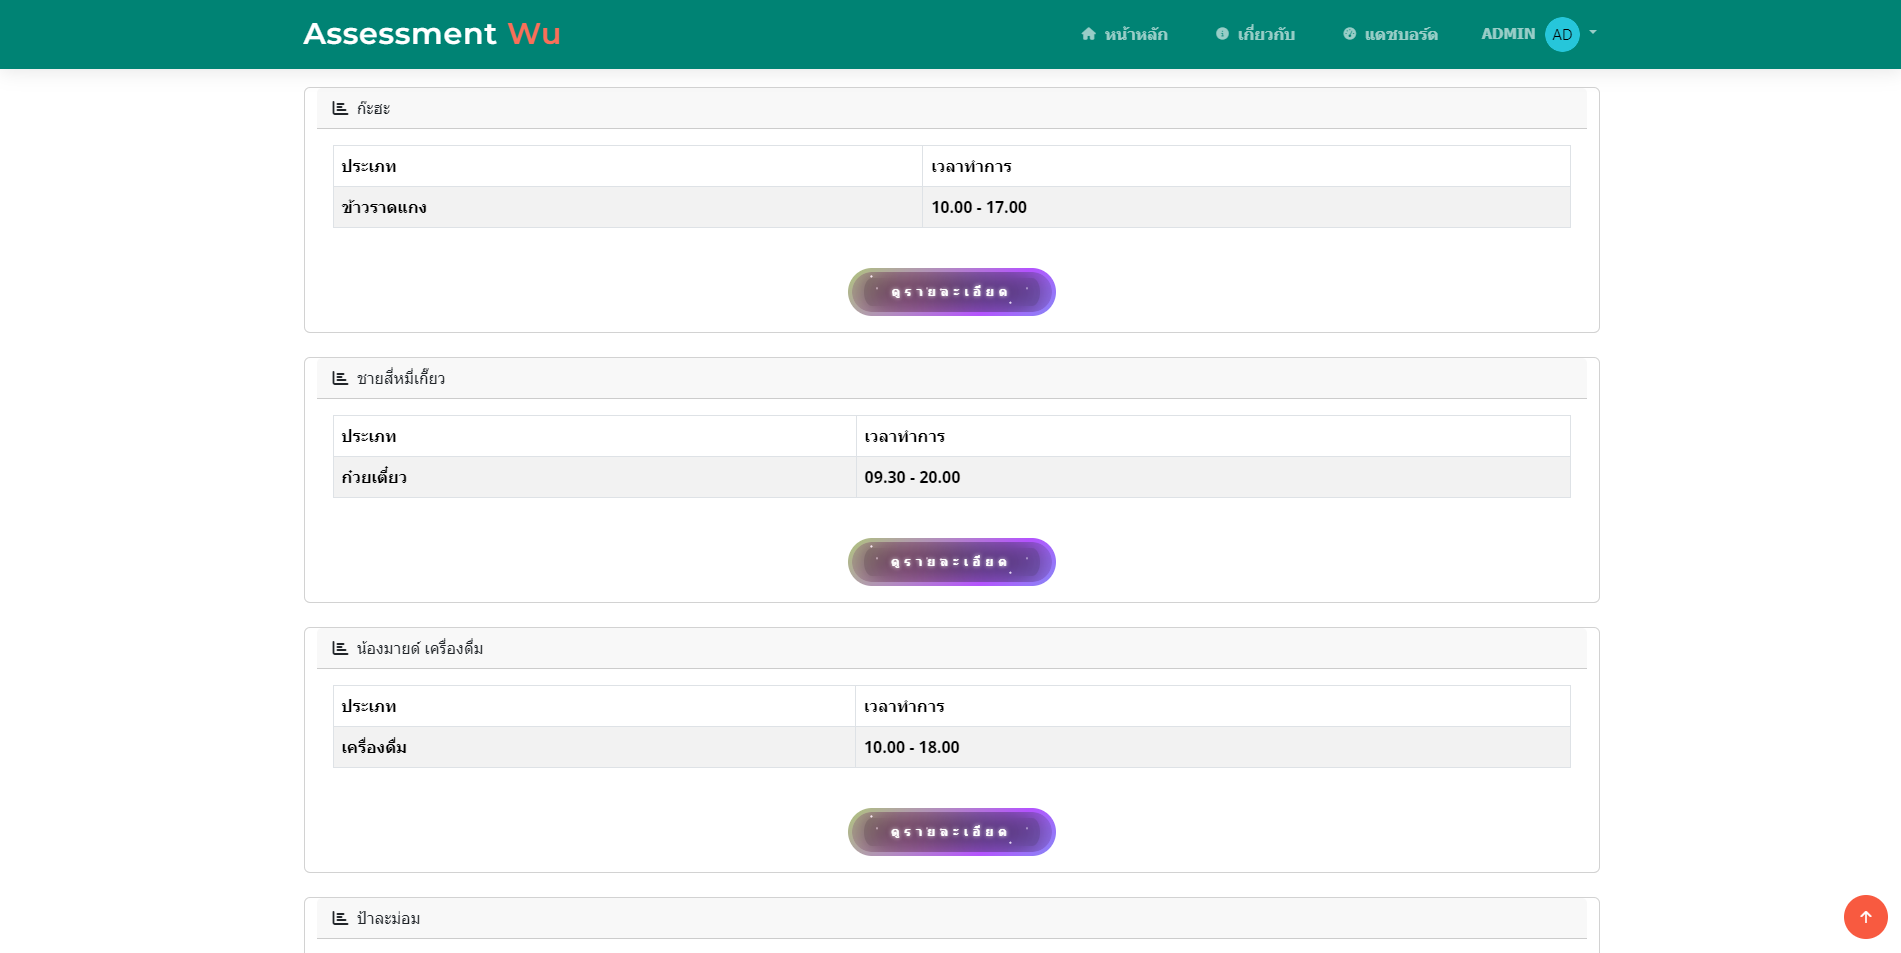 Assessment Wu
หน้าหลัก เกี่ยวกับ แดชบอร์ด ADMIN AD
ก๊ะฮะ
ประเภท เวลาทำการ
ข้าวราดแกง 10.00 - 17.00
ดูรายละเอียด
ชายสี่หมี่เกี๊ยว
ประเภท เวลาทำการ
ก๋วยเตี๋ยว 09.30 - 20.00
ดูรายละเอียด
น้องมายด์ เครื่องดื่ม
ประเภท เวลาทำการ
เครื่องดื่ม 10.00 - 18.00
ดูรายละเอียด
ป้าละม่อม